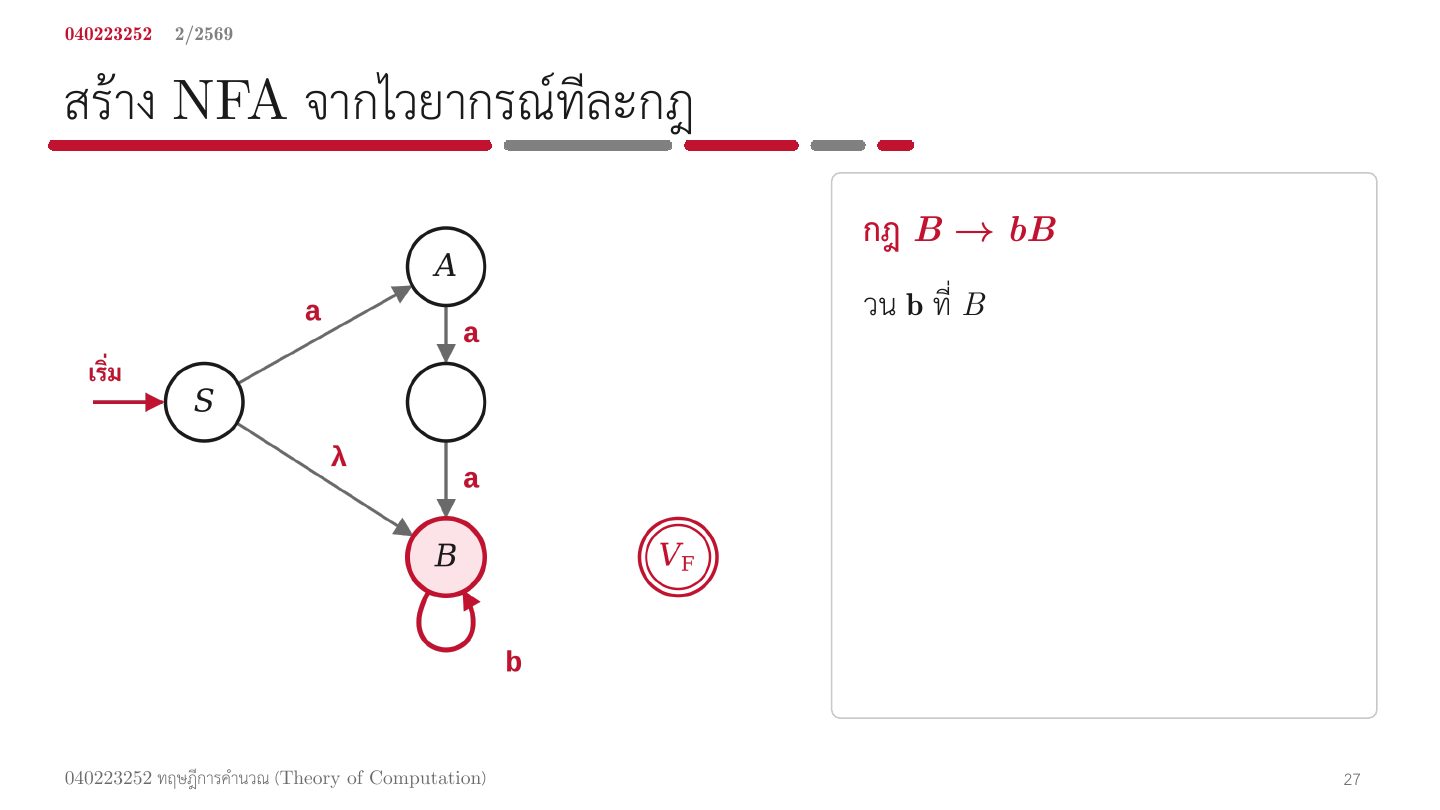 040223252 2/2569
สร้าง NFA จากไวยากรณ์ทีละกฎ
กฎ B → bB
วน b ที่ B
A
a
a
เริ่ม
S
λ
a
B
V_F
b
040223252 ทฤษฎีการคำนวณ (Theory of Computation)
27